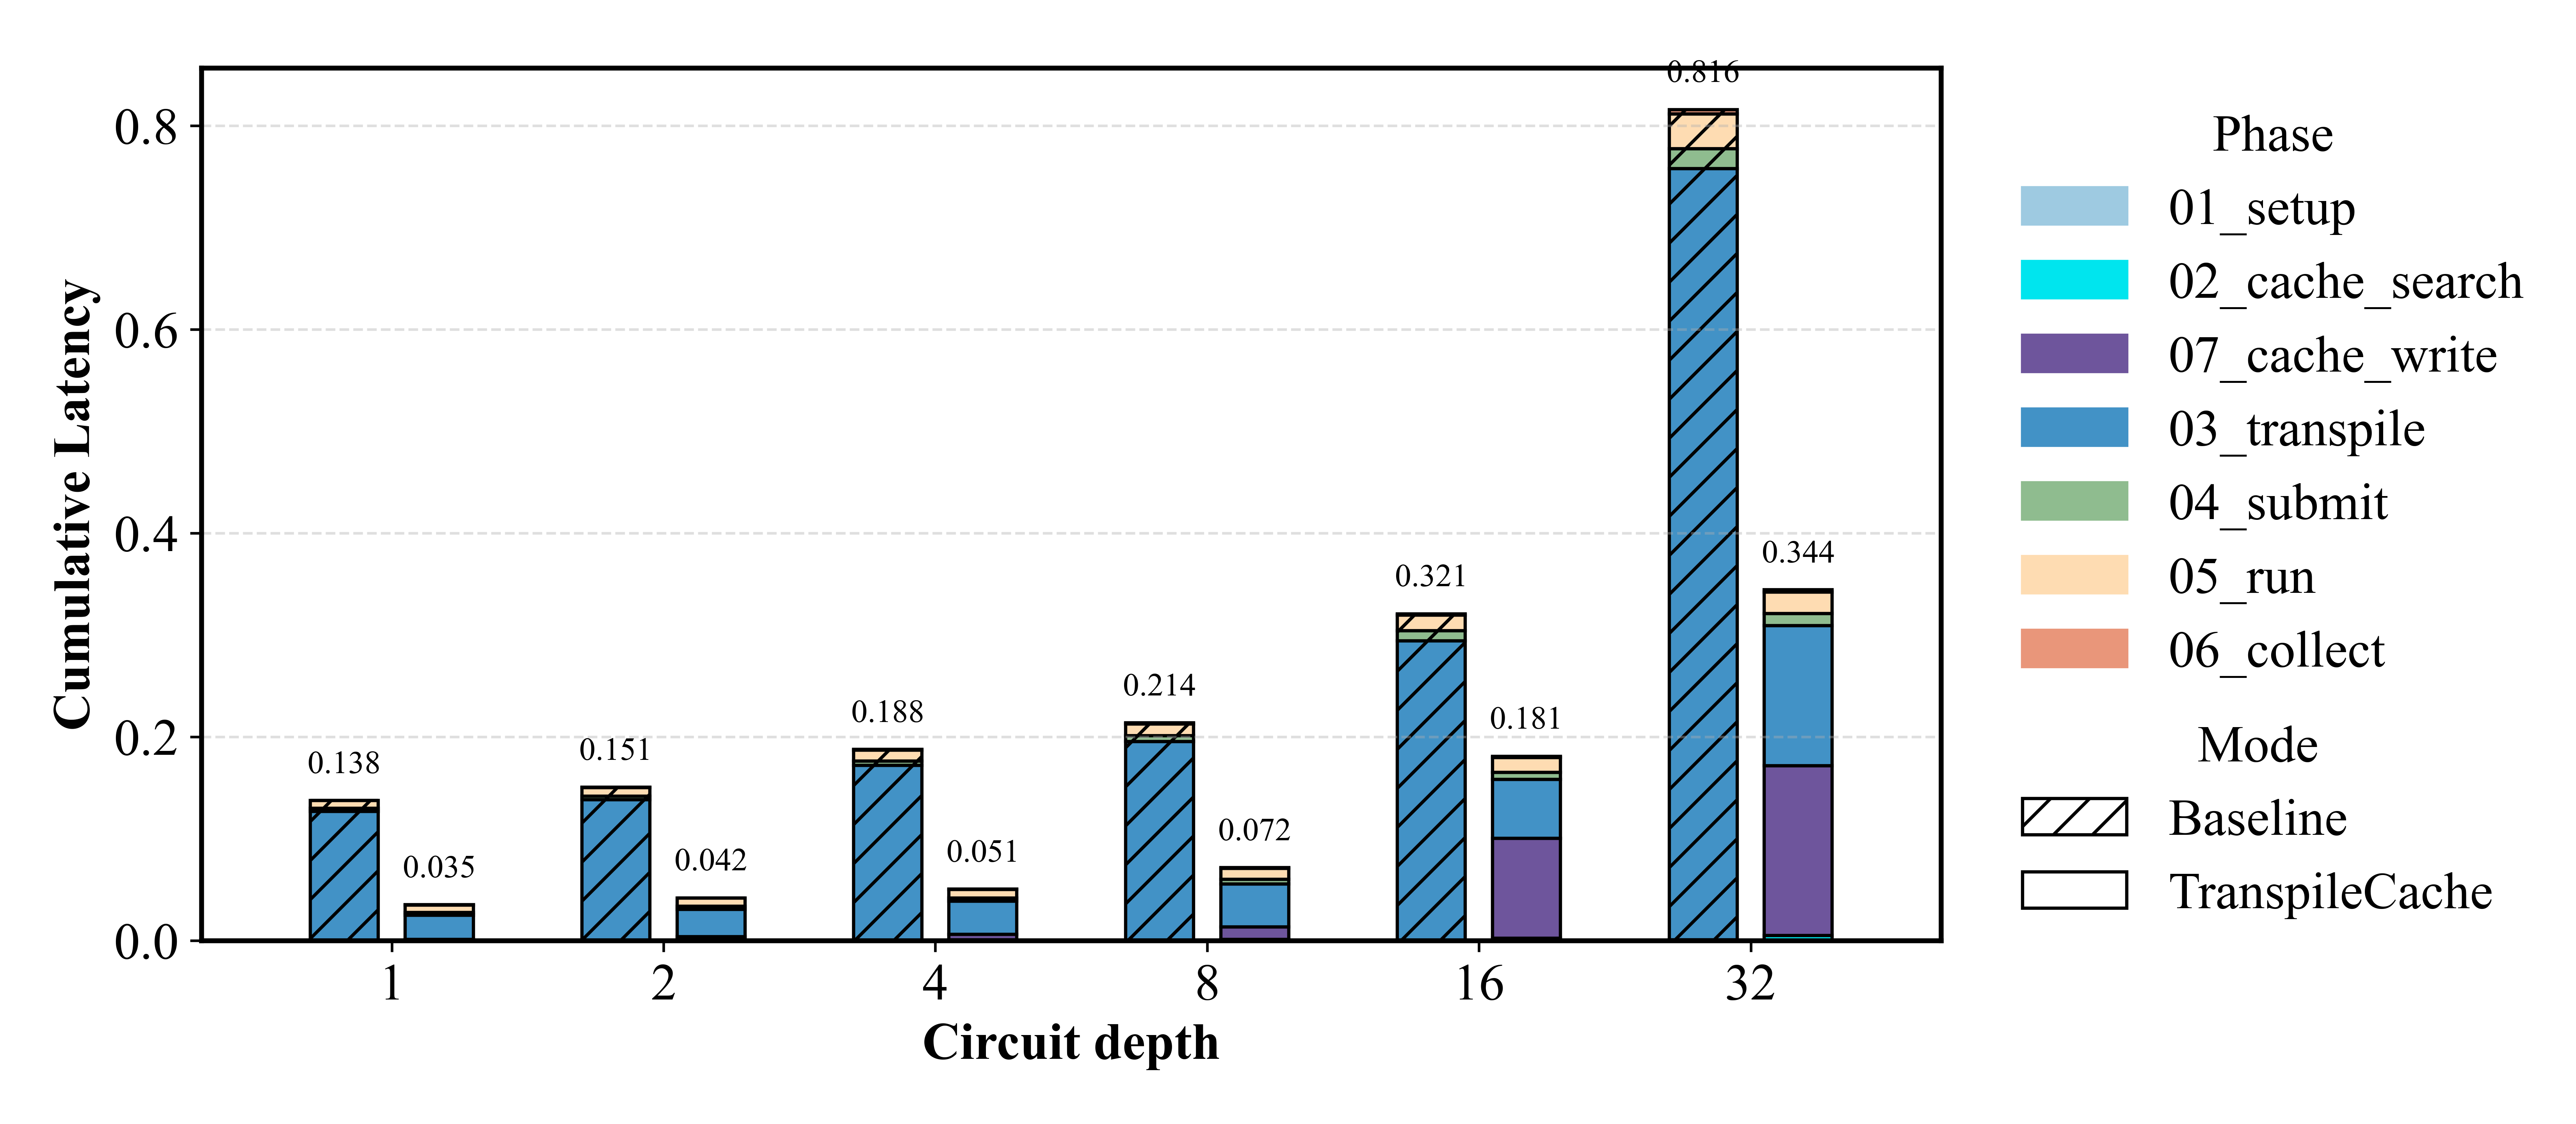 0.816
0.8
0.6
0.4
0.2
0.0
Cumulative Latency
0.344
0.321
0.214
0.188
0.181
0.151
0.138
0.072
0.051
0.042
0.035
1
2
4
8
16
32
Circuit depth
Phase
01_setup
02_cache_search
07_cache_write
03_transpile
04_submit
05_run
06_collect
Mode
Baseline
TranspileCache